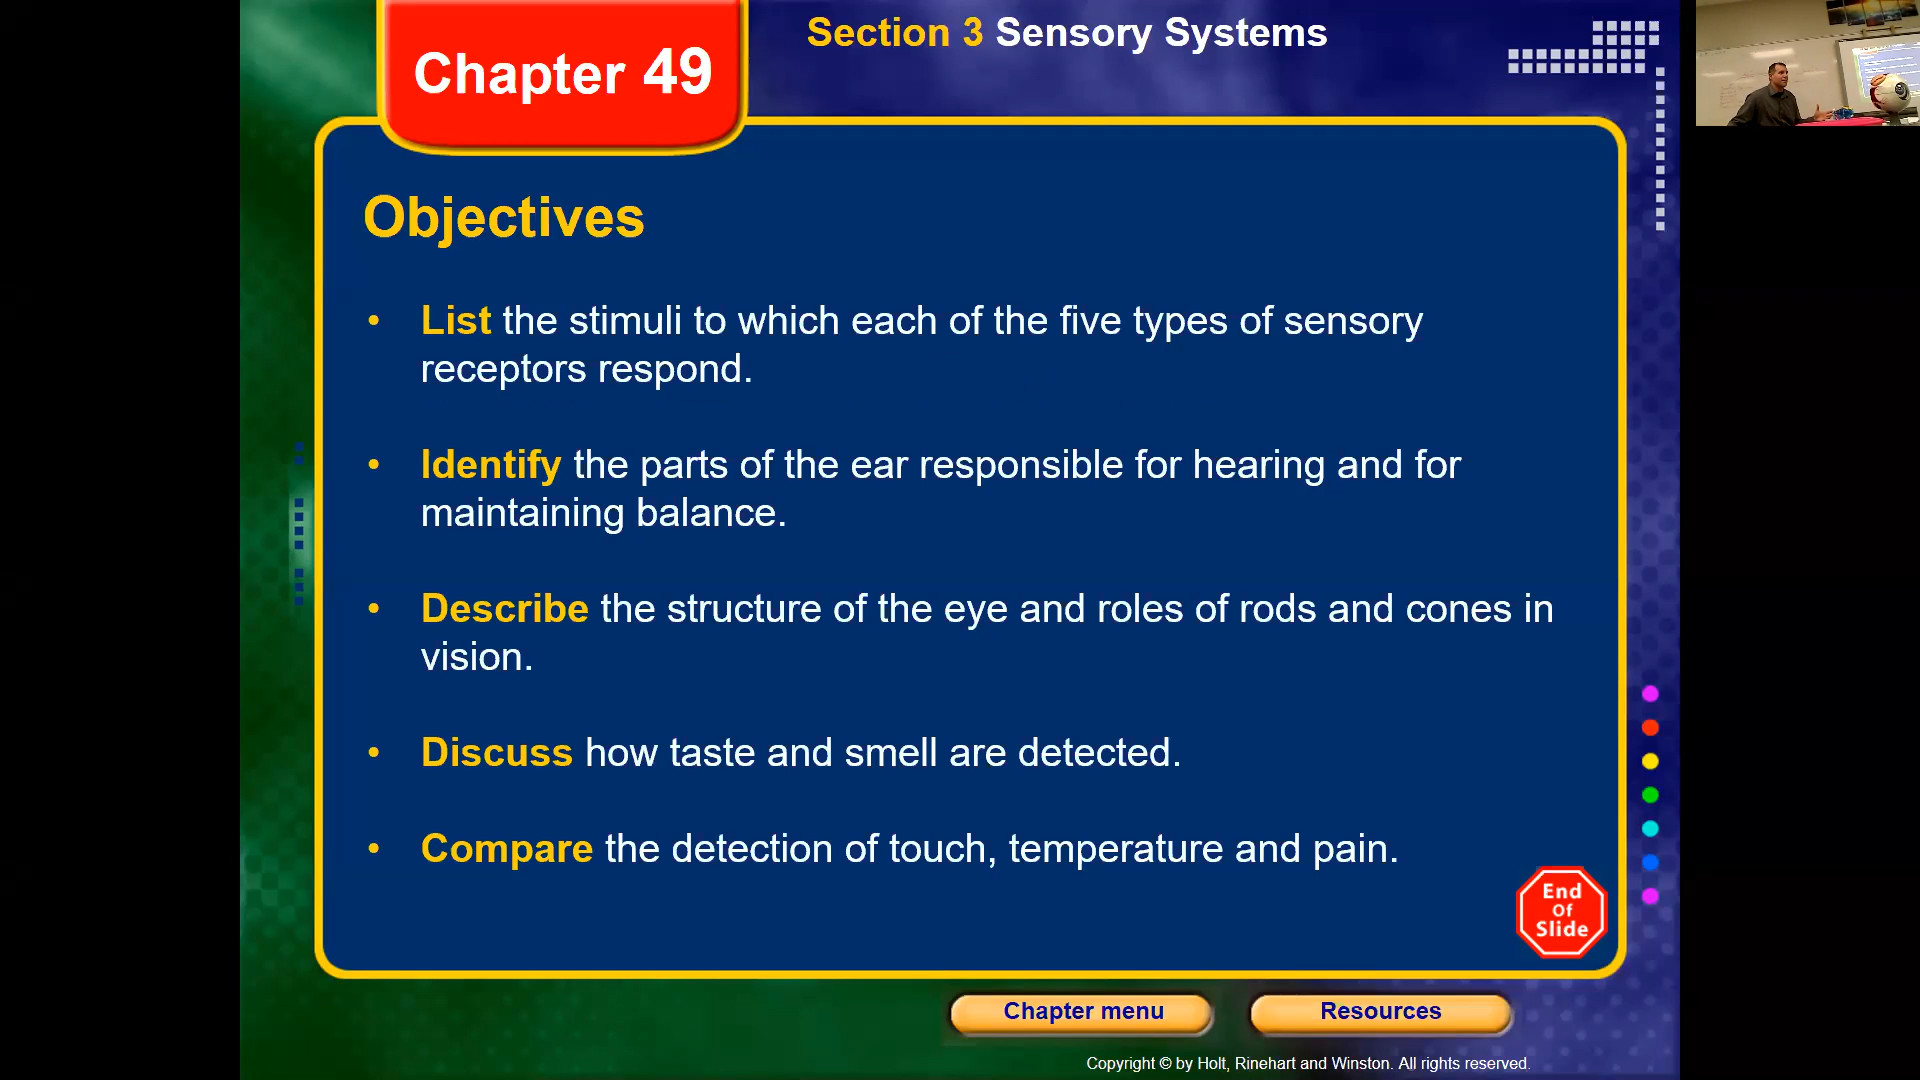 Chapter 49
Section 3 Sensory Systems
Objectives
• List the stimuli to which each of the five types of sensory
receptors respond.
• Identify the parts of the ear responsible for hearing and for
maintaining balance.
• Describe the structure of the eye and roles of rods and cones in
vision.
• Discuss how taste and smell are detected.
• Compare the detection of touch, temperature and pain.
End
Of
Slide
Chapter menu
Resources
Copyright © by Holt, Rinehart and Winston. All rights reserved.